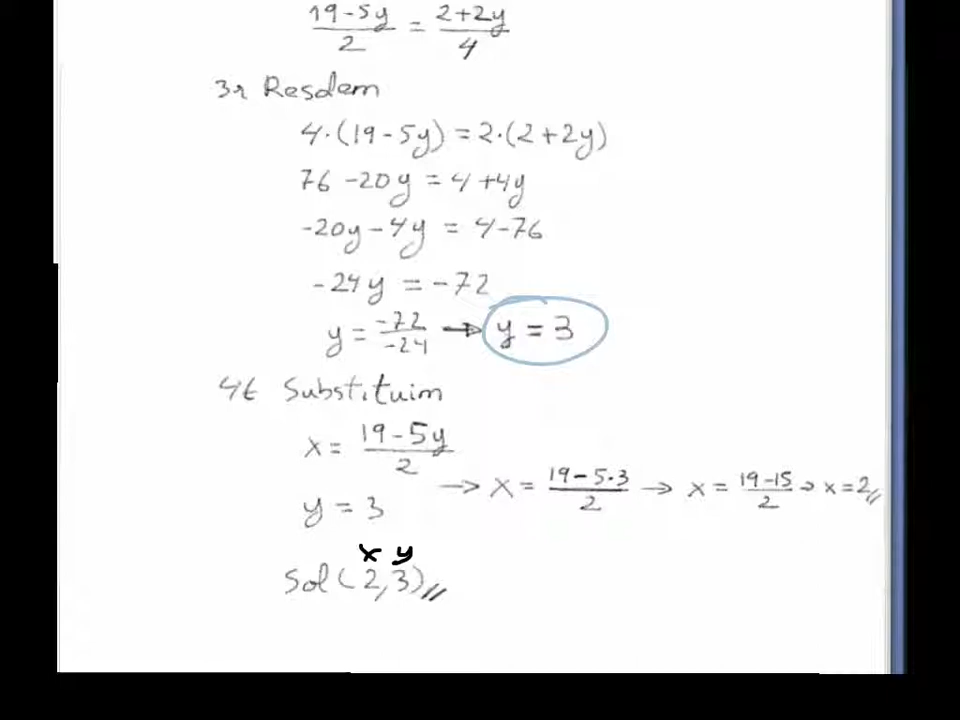 19-5y/2 = 2+2y/4
3r Resolem
4·(19-5y) = 2·(2+2y)
76 -20y = 4 +4y
-20y - 4y = 4-76
-24y = -72
y = -72/-24 → y = 3
4t Substituim
x = 19-5y/2
y = 3
→ x = 19-5·3/2 → x = 19-15/2 → x=2//
x y
Sol (2,3)//